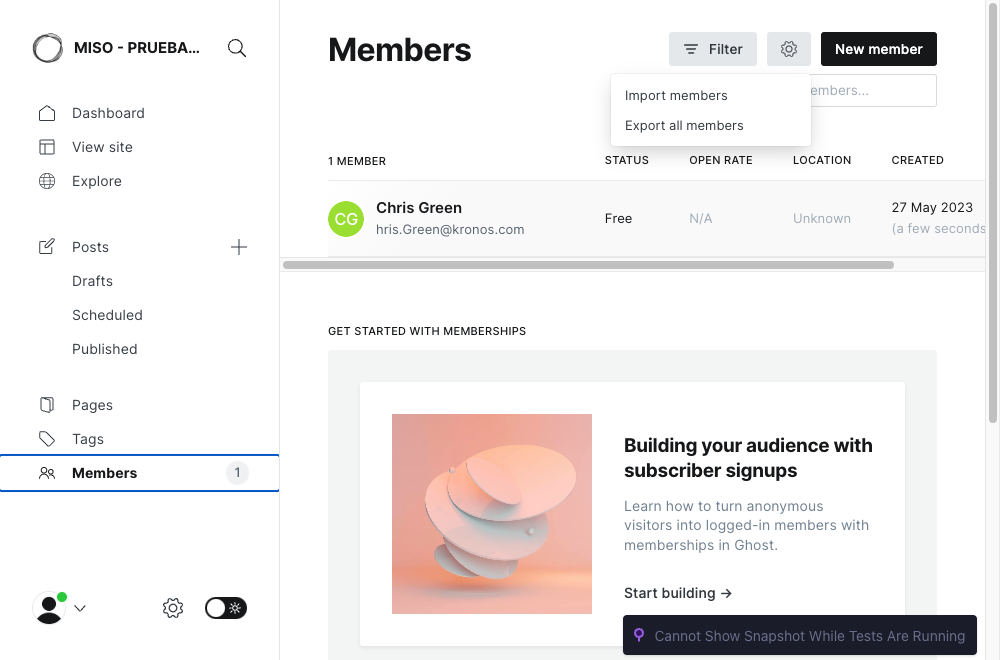 MISO - PRUEBA...
Dashboard
View site
Explore
Posts
Drafts
Scheduled
Published
Pages
Tags
Members 1
Members
Filter
New member
Import members
Export all members
embers...
1 MEMBER STATUS OPEN RATE LOCATION CREATED
CG
Chris Green
hris.Green@kronos.com
Free N/A Unknown
27 May 2023
(a few seconds
GET STARTED WITH MEMBERSHIPS
Building your audience with
subscriber signups
Learn how to turn anonymous
visitors into logged-in members with
memberships in Ghost.
Start building →
Cannot Show Snapshot While Tests Are Running